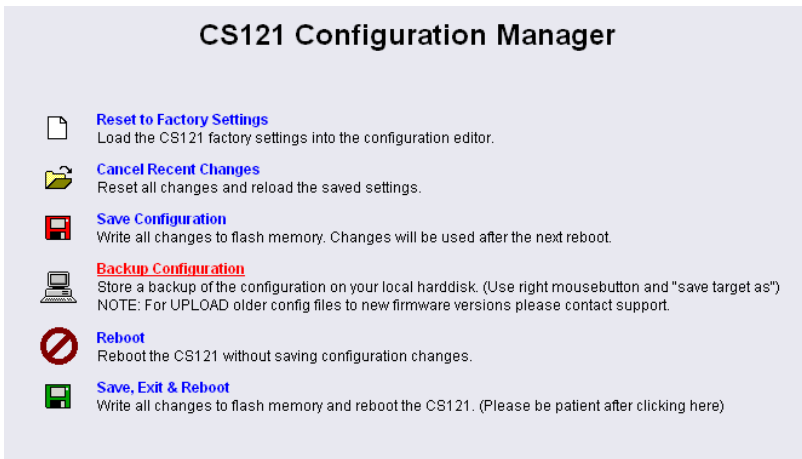 CS121 Configuration Manager
Reset to Factory Settings
Load the CS121 factory settings into the configuration editor.
Cancel Recent Changes
Reset all changes and reload the saved settings.
Save Configuration
Write all changes to flash memory. Changes will be used after the next reboot.
Backup Configuration
Store a backup of the configuration on your local harddisk. (Use right mousebutton and "save target as")
NOTE: For UPLOAD older config files to new firmware versions please contact support.
Reboot
Reboot the CS121 without saving configuration changes.
Save, Exit & Reboot
Write all changes to flash memory and reboot the CS121. (Please be patient after clicking here)